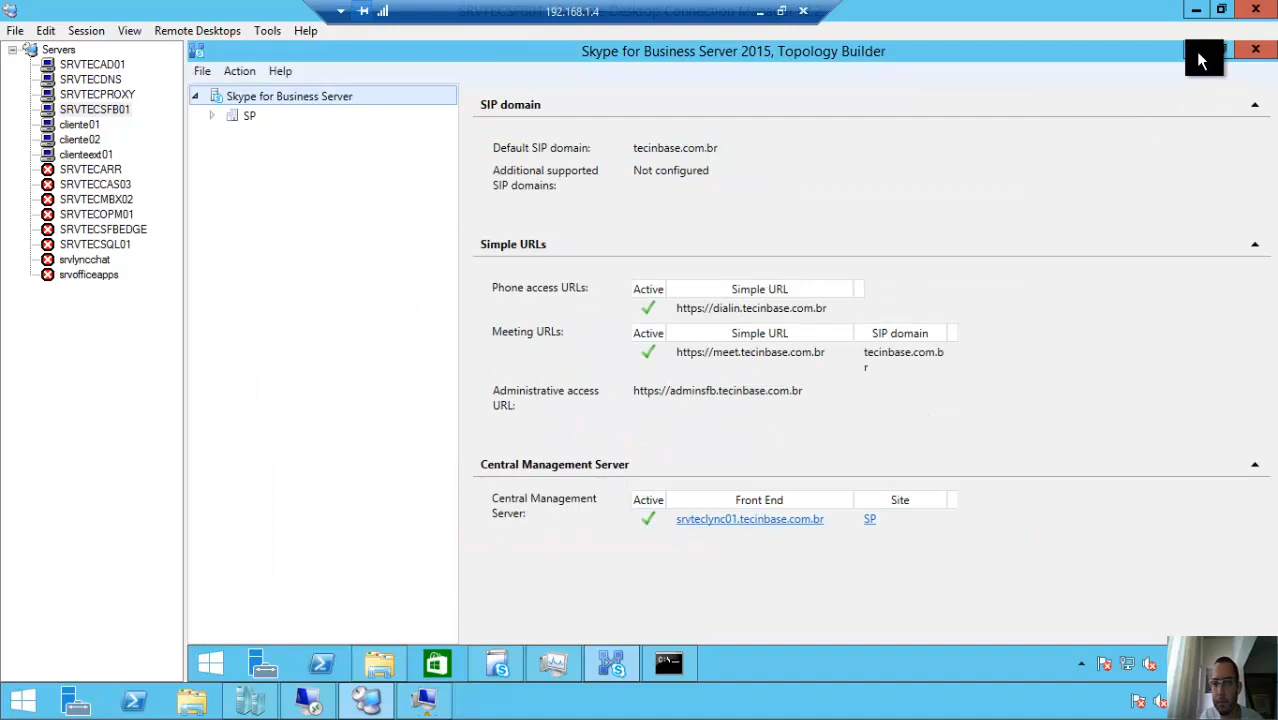 192.168.1.4
File Edit Session View Remote Desktops Tools Help
Servers
SRVTECAD01
SRVTECDNS
SRVTECPROXY
SRVTECSFB01
cliente01
cliente02
clienteext01
SRVTECARR
SRVTECCAS03
SRVTECMBX02
SRVTECOPM01
SRVTECSFBEDGE
SRVTECSQL01
srvlyncchat
srvofficeapps
Skype for Business Server 2015, Topology Builder
File Action Help
Skype for Business Server
SP
SIP domain
Default SIP domain: tecinbase.com.br
Additional supported Not configured
SIP domains:
Simple URLs
Phone access URLs: Active Simple URL
https://dialin.tecinbase.com.br
Meeting URLs: Active Simple URL SIP domain
https://meet.tecinbase.com.br tecinbase.com.b
r
Administrative access https://adminsfb.tecinbase.com.br
URL:
Central Management Server
Central Management Active Front End Site
Server:
srvteclync01.tecinbase.com.br SP